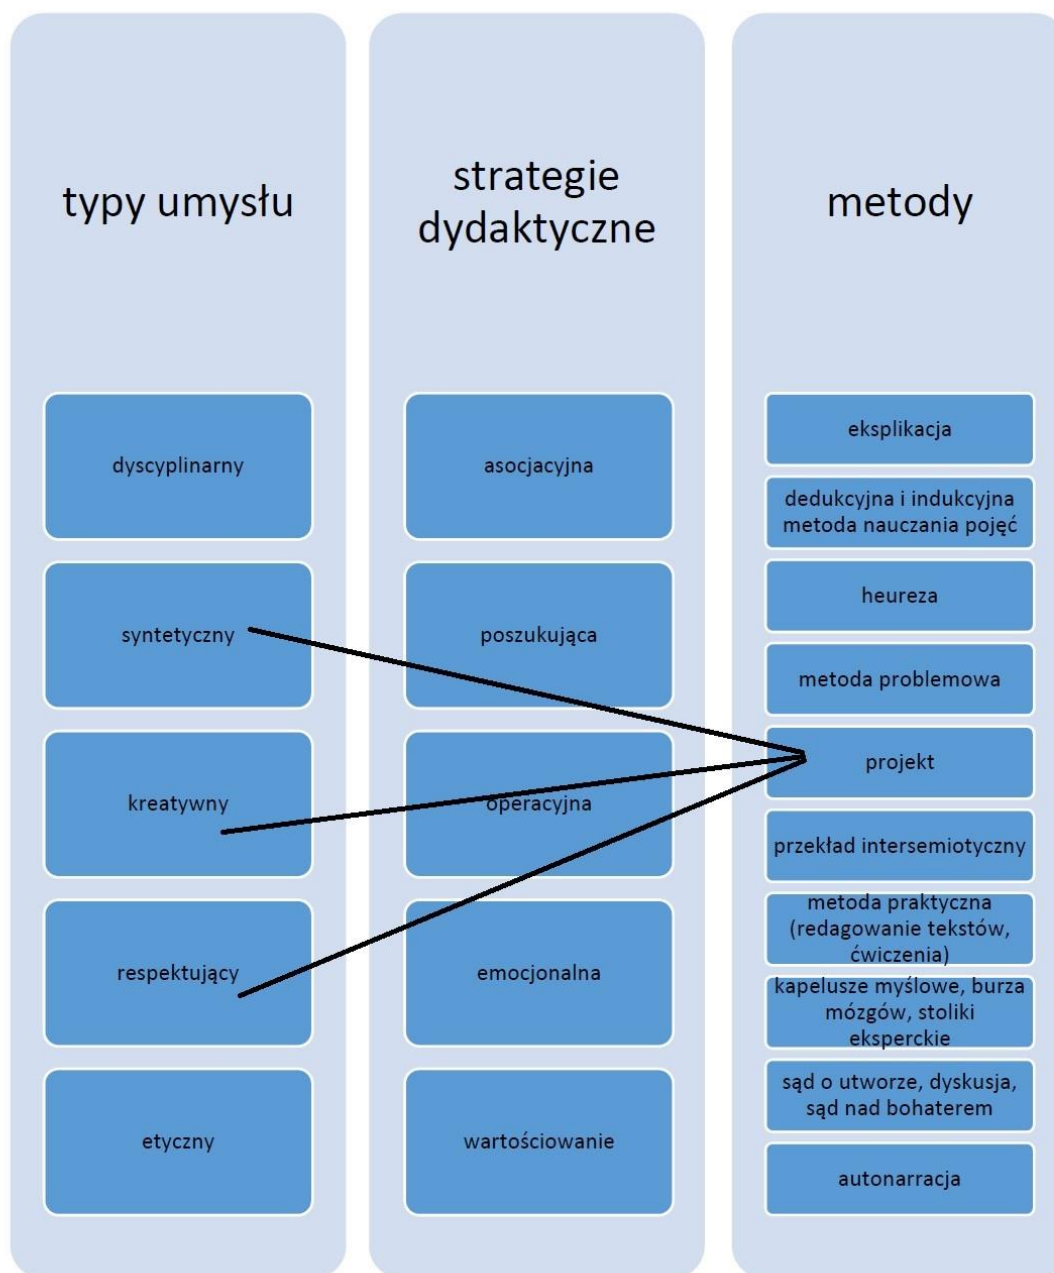 typy umysłu
dyscyplinarny
syntetyczny
kreatywny
respektujący
etyczny
strategie
dydaktyczne
asocjacyjna
poszukująca
operacyjna
emocjonalna
wartościowanie
metody
eksplikacja
dedukcyjna i indukcyjna
metoda nauczania pojęć
heureza
metoda problemowa
projekt
przekład intersemiotyczny
metoda praktyczna
(redagowanie tekstów,
ćwiczenia)
kapelusze myślowe, burza
mózgów, stoliki
eksperckie
sąd o utworze, dyskusja,
sąd nad bohaterem
autonarracja